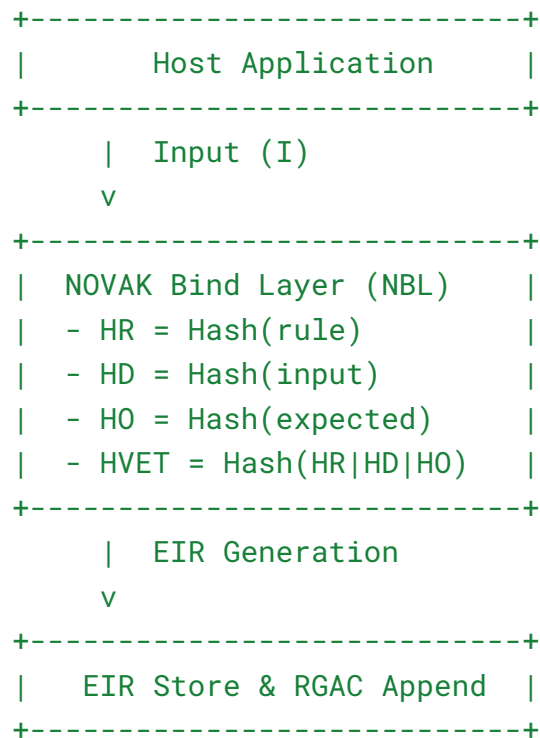 +----------------------------+
|       Host Application     |
+----------------------------+
     |  Input (I)
     v
+----------------------------+
|  NOVAK Bind Layer (NBL)    |
|  - HR = Hash(rule)         |
|  - HD = Hash(input)        |
|  - HO = Hash(expected)     |
|  - HVET = Hash(HR|HD|HO)   |
+----------------------------+
     |  EIR Generation
     v
+----------------------------+
|   EIR Store & RGAC Append  |
+----------------------------+